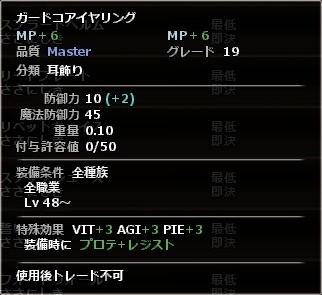 ガードコアイヤリング
MP+6 MP+6
品質 Master グレード 19
分類 耳飾り
防御力 10 (+2)
魔法防御力 45
重量 0.10
付与許容値 0/50
装備条件 全種族
全職業
Lv 48～
特殊効果 VIT+3 AGI+3 PIE+3
装備時に プロテ+レジスト
使用後トレード不可